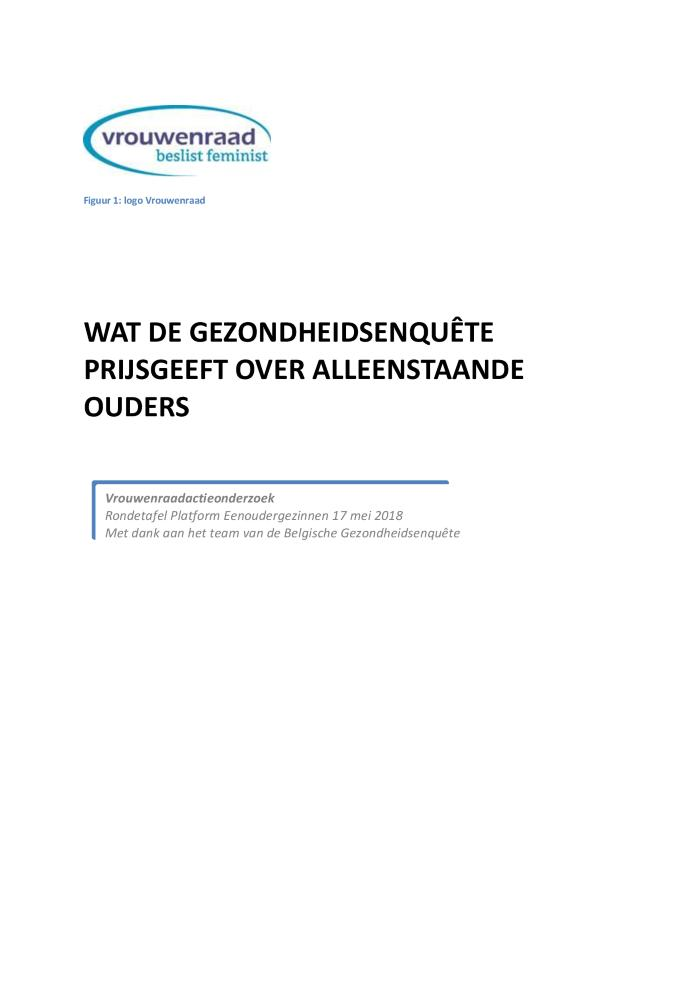 vrouwenraad
beslist feminist
Figuur 1: logo Vrouwenraad
WAT DE GEZONDHEIDSENQUÊTE
PRIJSGEEFT OVER ALLEENSTAANDE
OUDERS
Vrouwenraadactieonderzoek
Rondetafel Platform Eenoudergezinnen 17 mei 2018
Met dank aan het team van de Belgische Gezondheidsenquête